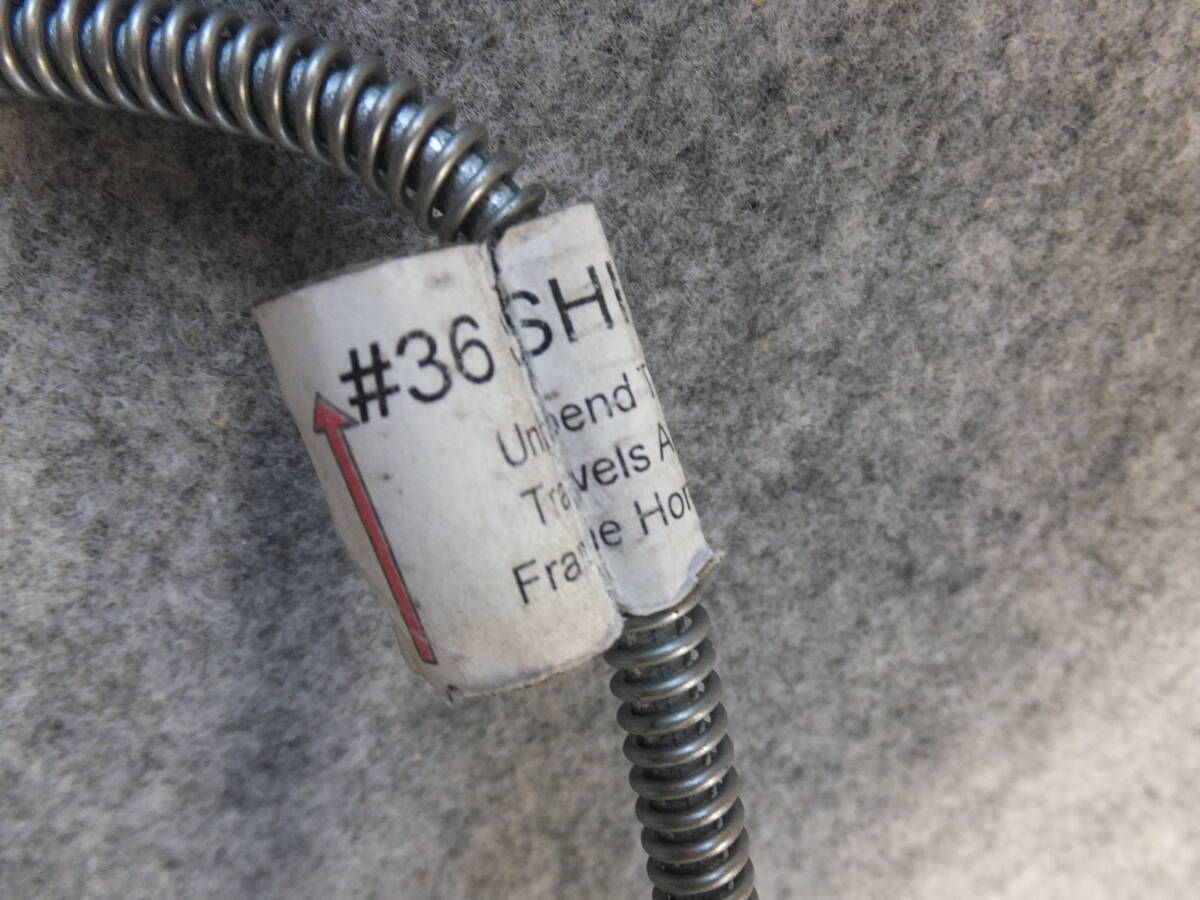 #36 SHI
Unbend T
Travels A
Frame Hor